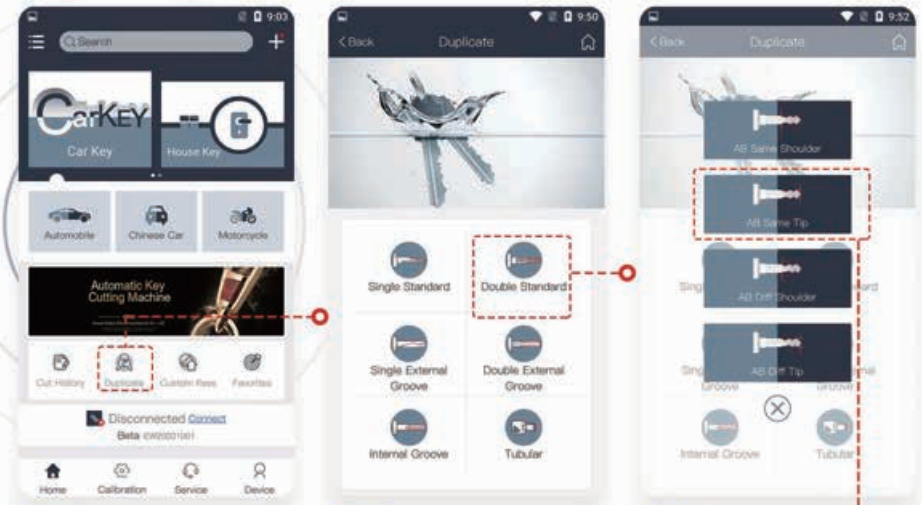 9:03
Search
CarKEY
Car Key
House Key
Automobile
Chinese Car
Motorcycle
Automatic Key
Cutting Machine
Cut History
Duplicate
Custom Keys
Favorites
Disconnected Connect
Beta
Home
Calibration
Service
Device
9:50
< Back
Duplicate
Single Standard
Double Standard
Single External
Groove
Double External
Groove
Internal Groove
Tubular
9:52
< Back
Duplicate
AB Same Shoulder
AB Same Tip
AB Diff Shoulder
AB Diff Tip
Groove
Groove
Internal Groove
Tubular